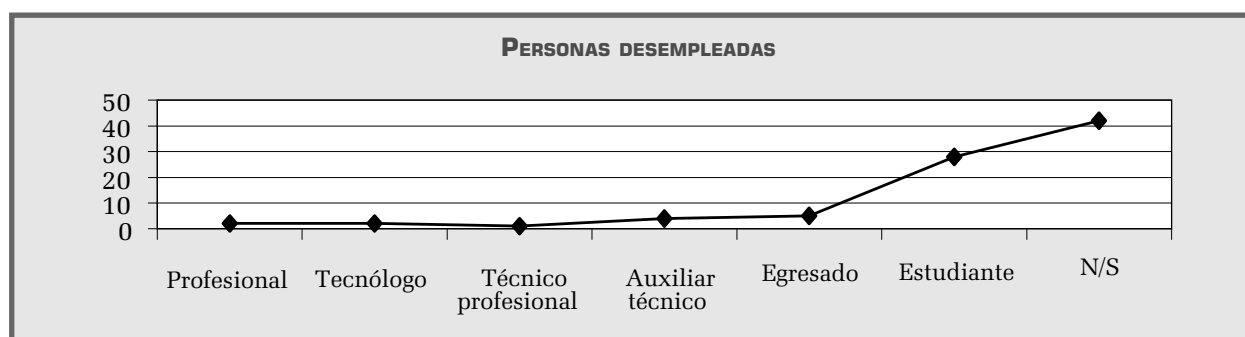 PERSONAS DESEMPLEADAS
50
40
30
20
10
0
Profesional
Tecnólogo
Técnico
profesional
Auxiliar
técnico
Egresado
Estudiante
N/S